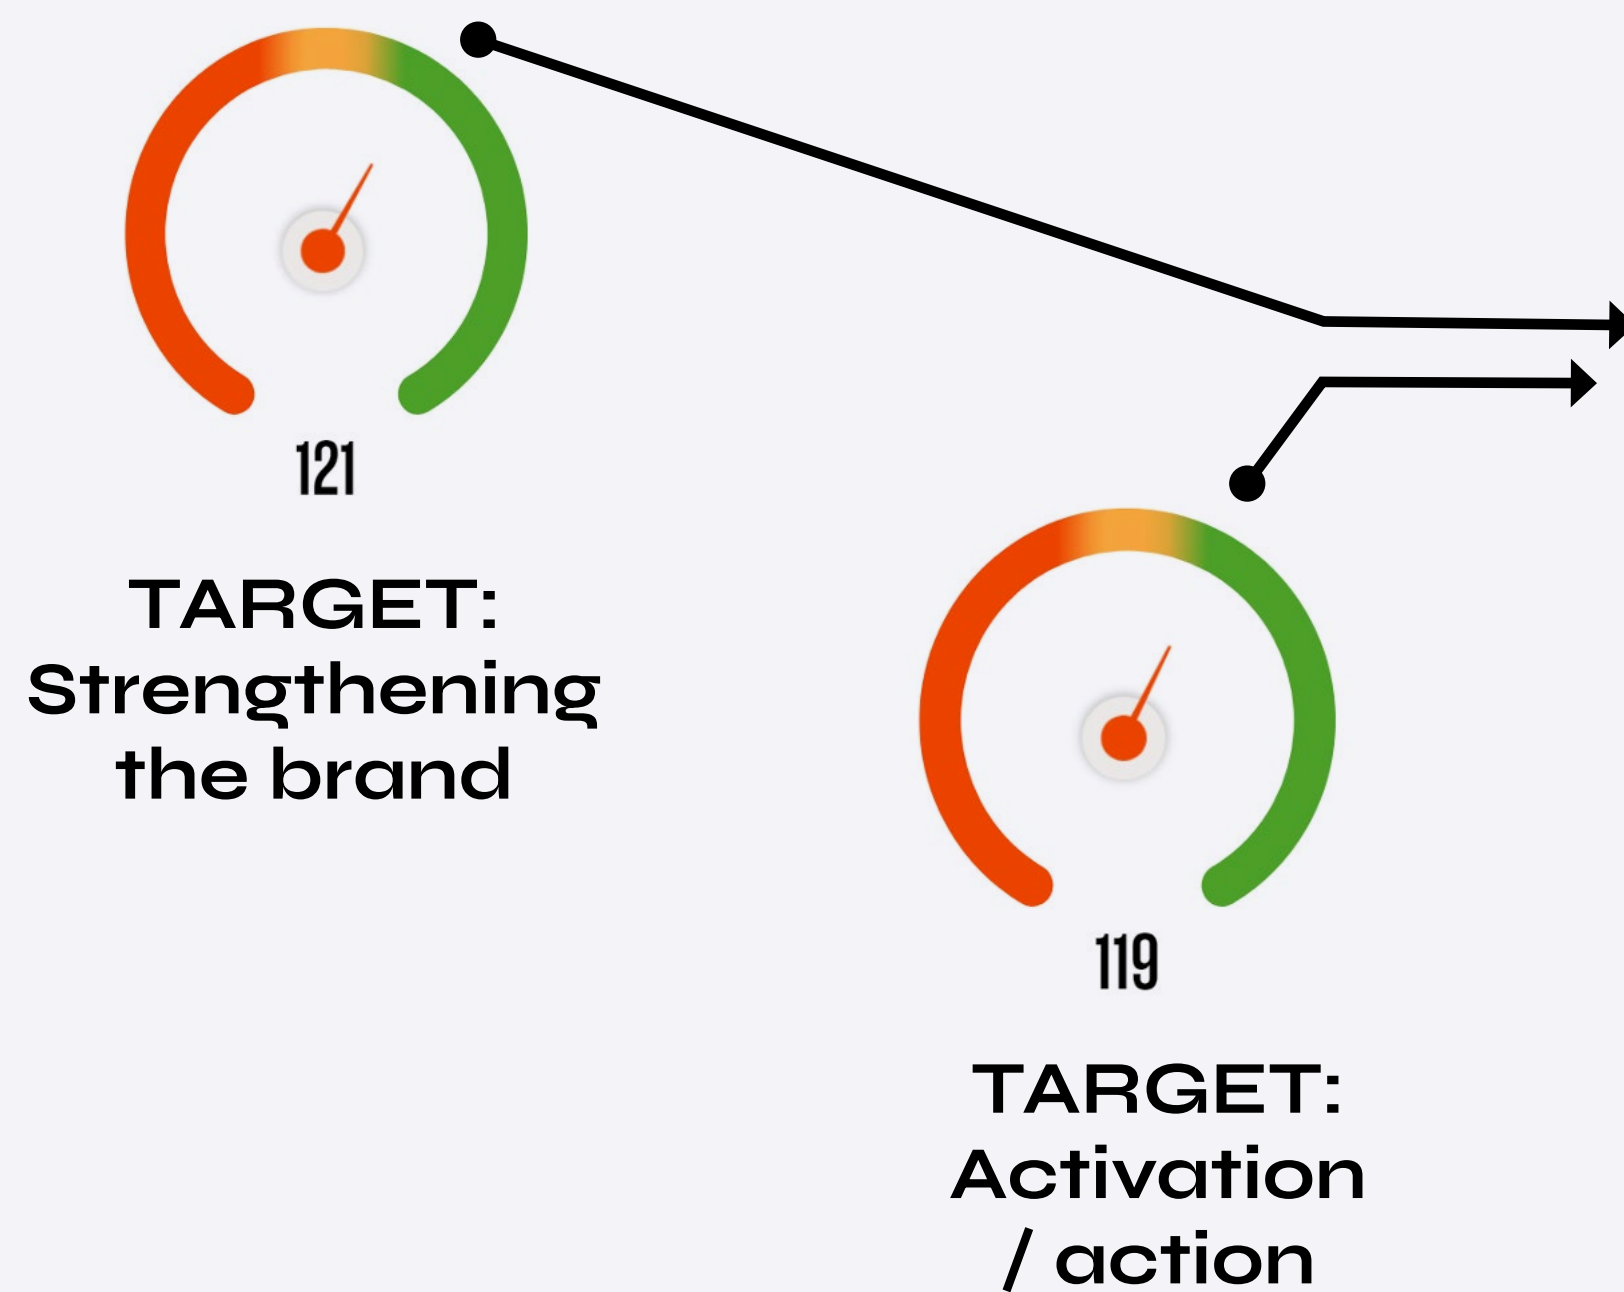 121
TARGET:
Strengthening
the brand
119
TARGET:
Activation
/ action